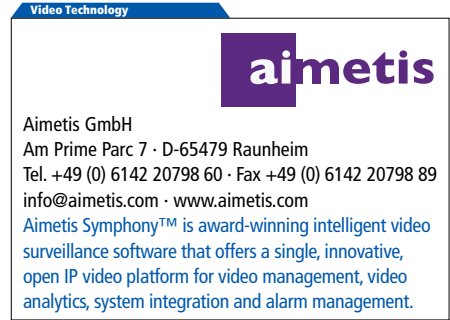 Video Technology
aimetis
Aimetis GmbH
Am Prime Parc 7 · D-65479 Raunheim
Tel. +49 (0) 6142 20798 60 · Fax +49 (0) 6142 20798 89
info@aimetis.com · www.aimetis.com
Aimetis Symphony™ is award-winning intelligent video
surveillance software that offers a single, innovative,
open IP video platform for video management, video
analytics, system integration and alarm management.